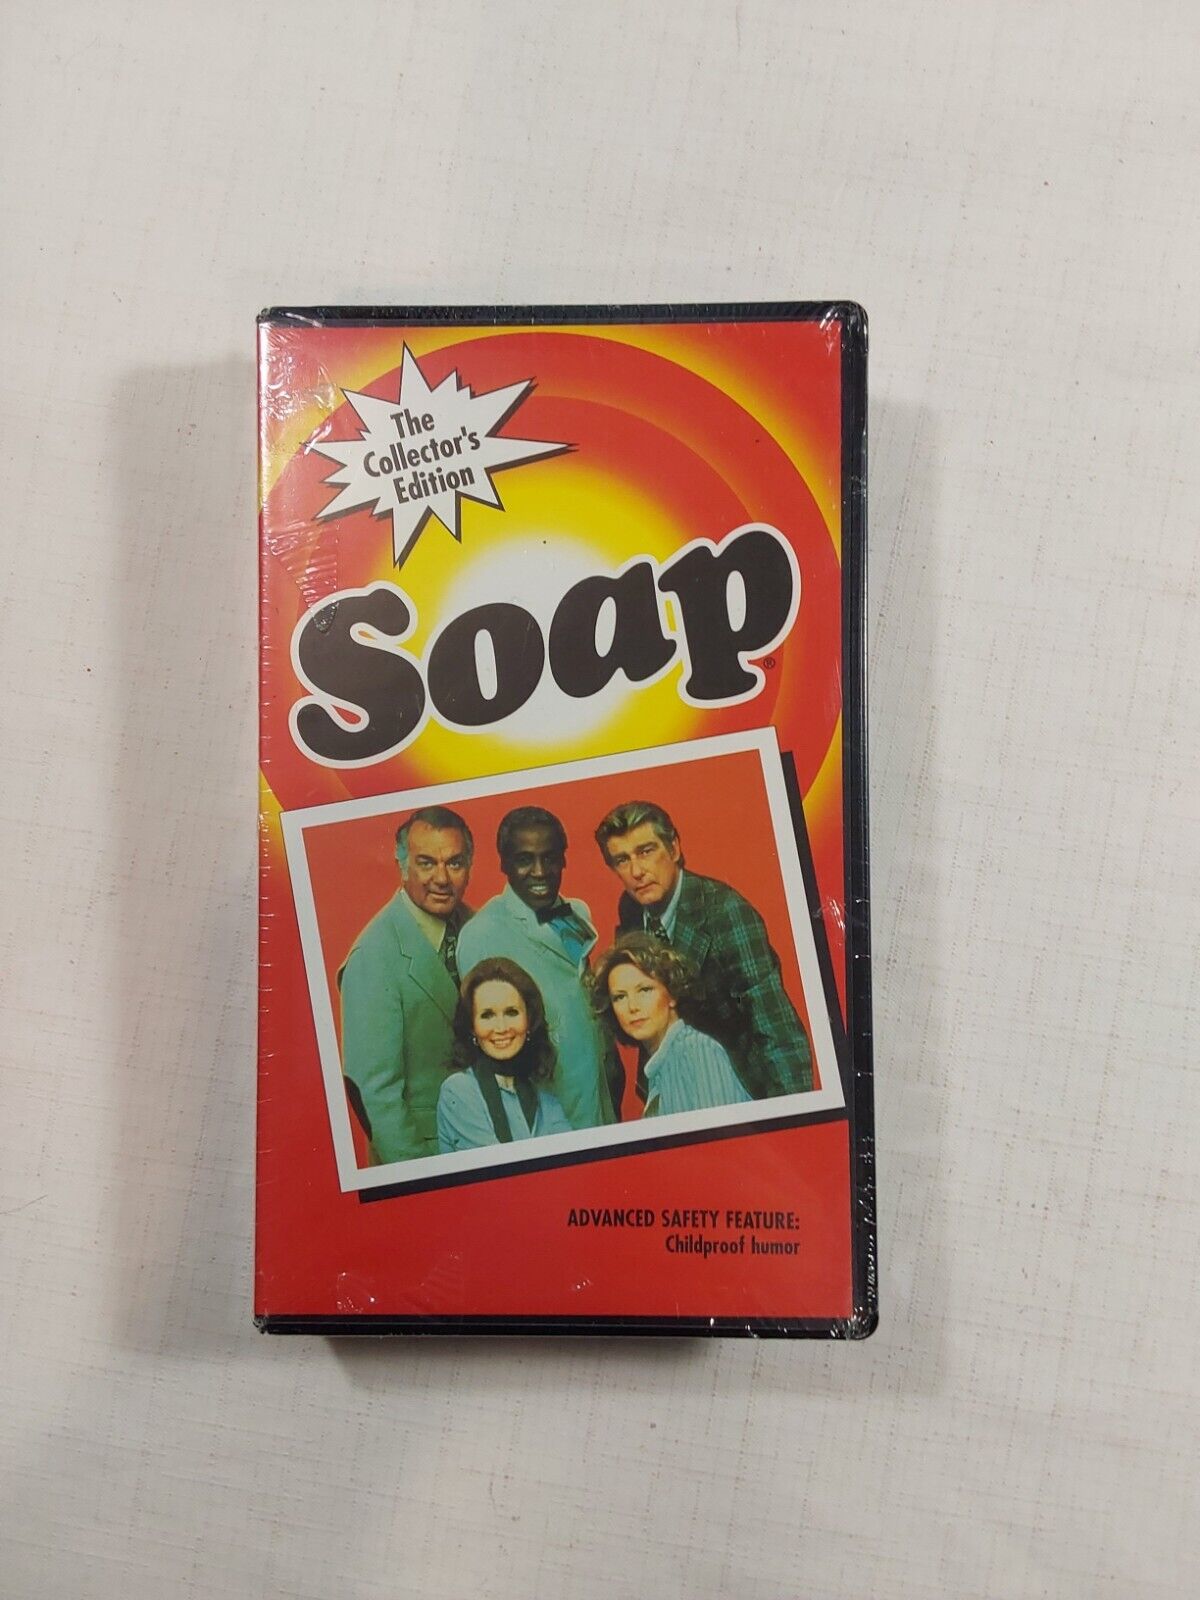 The
Collector's
Edition
Soap®
ADVANCED SAFETY FEATURE:
Childproof humor